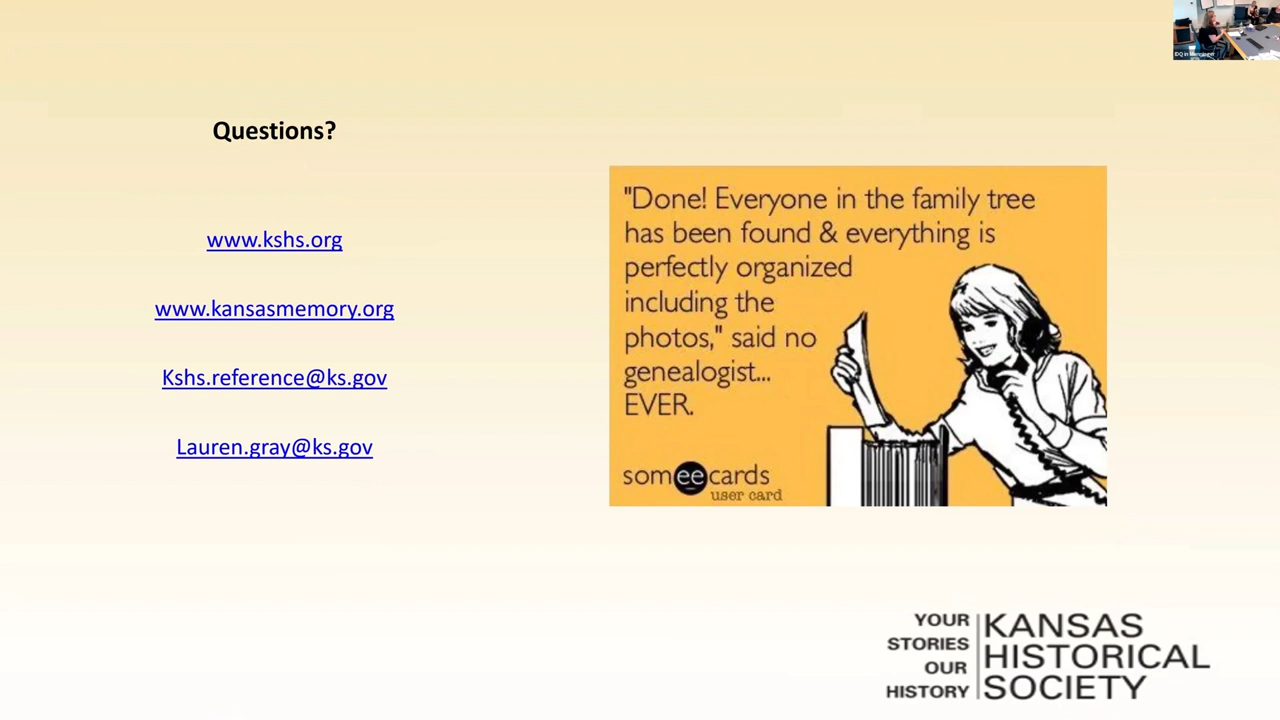 Questions?
www.kshs.org
www.kansasmemory.org
Kshs.reference@ks.gov
Lauren.gray@ks.gov
"Done! Everyone in the family tree
has been found & everything is
perfectly organized
including the
photos," said no
genealogist...
EVER.
someecards
user card
YOUR
STORIES
OUR
HISTORY
KANSAS
HISTORICAL
SOCIETY